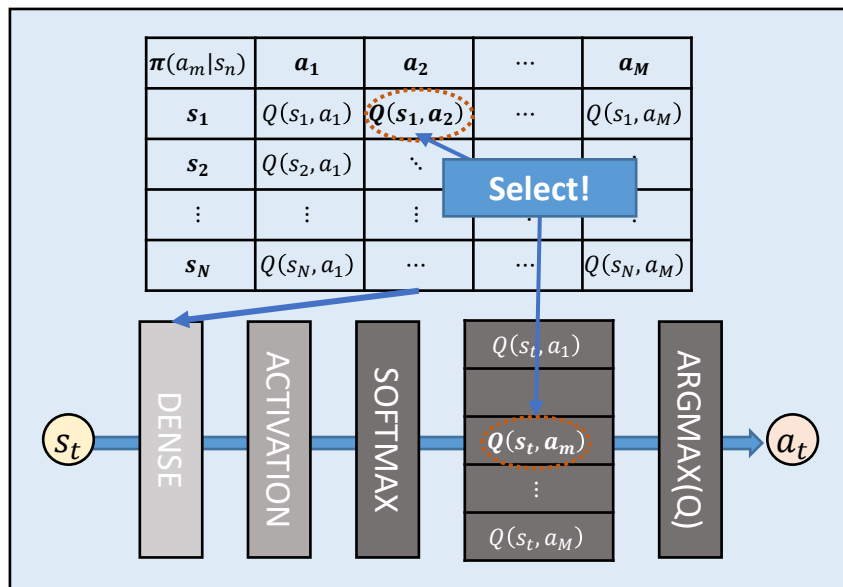 π(a_m|s_n) a_1 a_2 ⋯ a_M
s_1 Q(s_1, a_1) Q(s_1, a_2) ⋯ Q(s_1, a_M)
s_2 Q(s_2, a_1) ⋱
Select!
⋮ ⋮ ⋮ ⋮
s_N Q(s_N, a_1) ⋯ ⋯ Q(s_N, a_M)
s_t
DENSE
ACTIVATION
SOFTMAX
Q(s_t, a_1)
Q(s_t, a_m)
⋮
Q(s_t, a_M)
ARGMAX(Q)
a_t